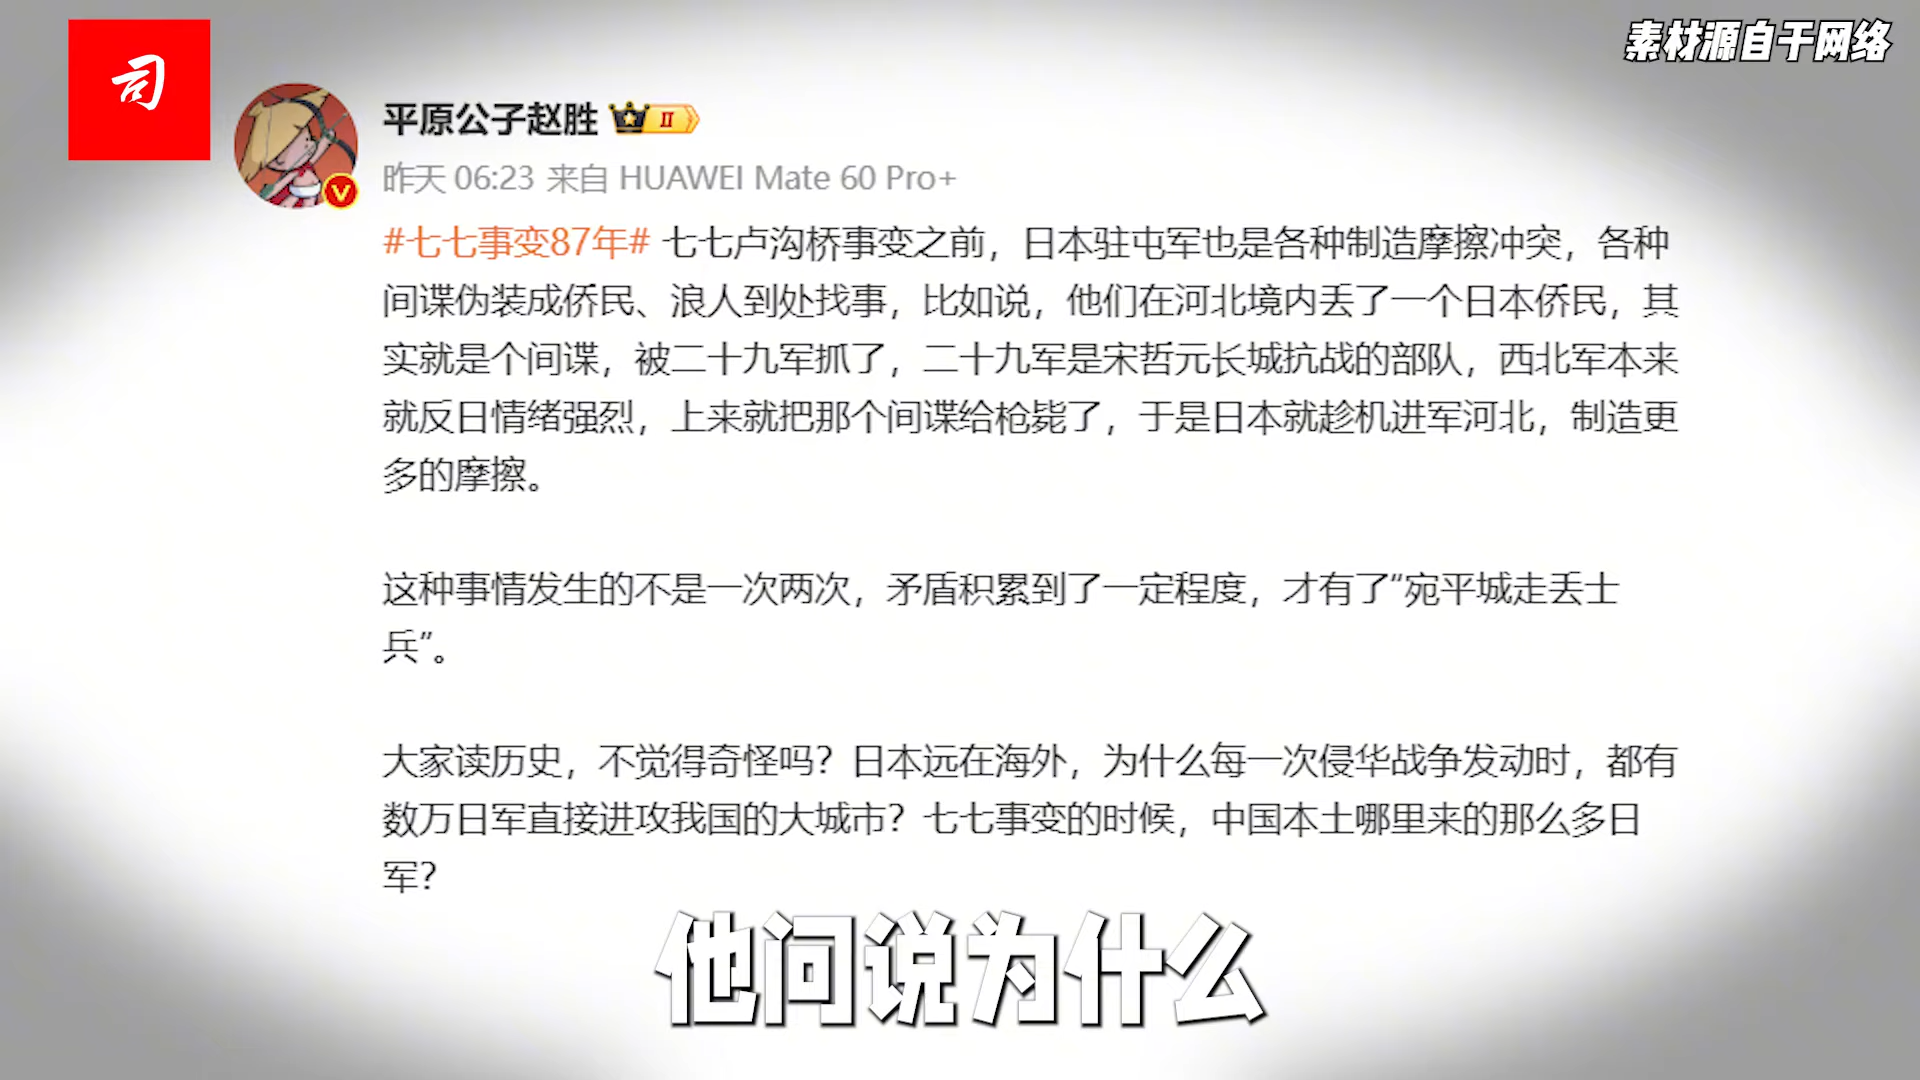 司
素材源自于网络
平原公子赵胜
II
昨天 06:23 来自 HUAWEI Mate 60 Pro+
#七七事变87年# 七七卢沟桥事变之前，日本驻屯军也是各种制造摩擦冲突，各种
间谍伪装成侨民、浪人到处找事，比如说，他们在河北境内丢了一个日本侨民，其
实就是个间谍，被二十九军抓了，二十九军是宋哲元长城抗战的部队，西北军本来
就反日情绪强烈，上来就把那个间谍给枪毙了，于是日本就趁机进军河北，制造更
多的摩擦。
这种事情发生的不是一次两次，矛盾积累到了一定程度，才有了“宛平城走丢士
兵”。
大家读历史，不觉得奇怪吗？日本远在海外，为什么每一次侵华战争发动时，都有
数万日军直接进攻我国的大城市？七七事变的时候，中国本土哪里来的那么多日
军？
他问说为什么